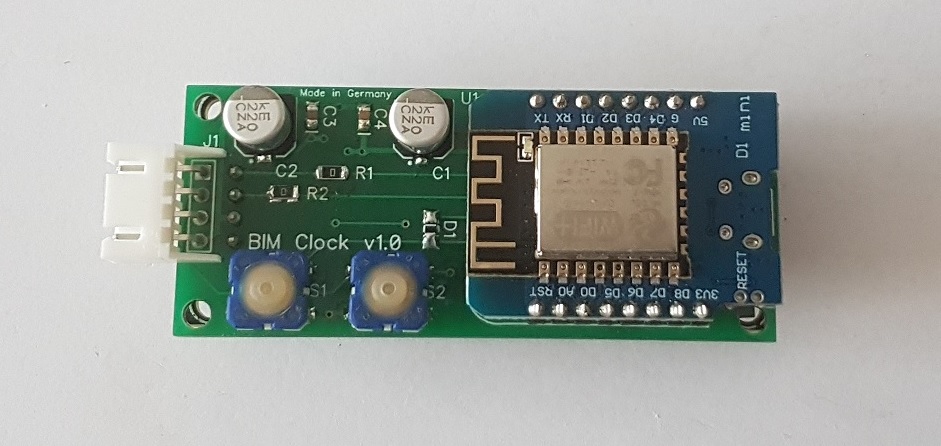 Made in Germany
U1
J1
C3
C4
C2
C1
R1
R2
D1
BIM Clock v1.0
S1
S2
TX RX D1 D2 D3 D4 G 5V
D1 mini
WIFI
RST A0 D0 D5 D6 D7 D8 3V3
RESET